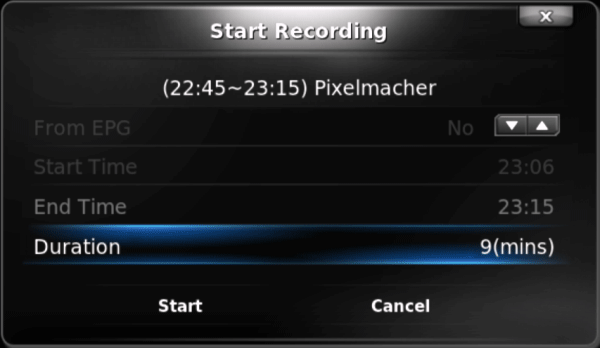 Start Recording
(22:45~23:15) Pixelmacher
From EPG No
Start Time 23:06
End Time 23:15
Duration 9(mins)
Start Cancel